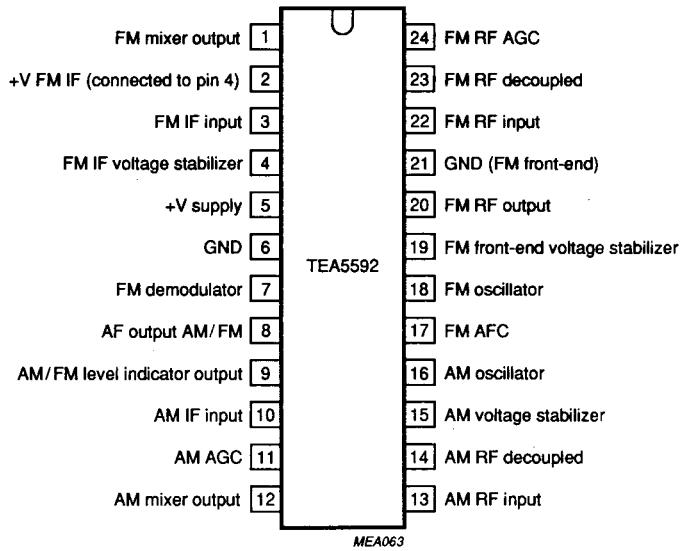 FM mixer output 1
+V FM IF (connected to pin 4) 2
FM IF input 3
FM IF voltage stabilizer 4
+V supply 5
GND 6
FM demodulator 7
AF output AM/FM 8
AM/FM level indicator output 9
AM IF input 10
AM AGC 11
AM mixer output 12
TEA5592
24 FM RF AGC
23 FM RF decoupled
22 FM RF input
21 GND (FM front-end)
20 FM RF output
19 FM front-end voltage stabilizer
18 FM oscillator
17 FM AFC
16 AM oscillator
15 AM voltage stabilizer
14 AM RF decoupled
13 AM RF input
MEA063